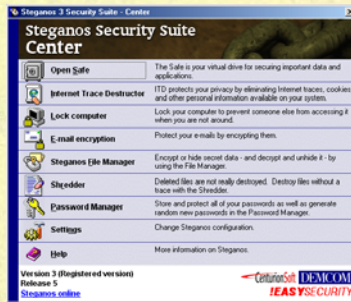 Steganos 3 Security Suite - Center
Steganos Security Suite
Center
Open Safe
The Safe is your virtual drive for securing important data and
applications.
Internet Trace Destructor
ITD protects your privacy by eliminating Internet traces, cookies
and other personal information available on your system.
Lock computer
Lock your computer to prevent someone else from accessing it
when you are not around.
E-mail encryption
Protect your e-mails by encrypting them.
Steganos File Manager
Encrypt or hide secret data - and decrypt and unhide it - by
using the File Manager.
Shredder
Deleted files are not really destroyed. Destroy files without a
trace with the Shredder.
Password Manager
Store and protect all of your passwords as well as generate
random new passwords in the Password Manager.
Settings
Change Steganos configuration.
Help
More information on Steganos.
Version 3 (Registered version)
Release 5
Steganos online
CenturionSoft DEMCOM
!EASYSECURITY